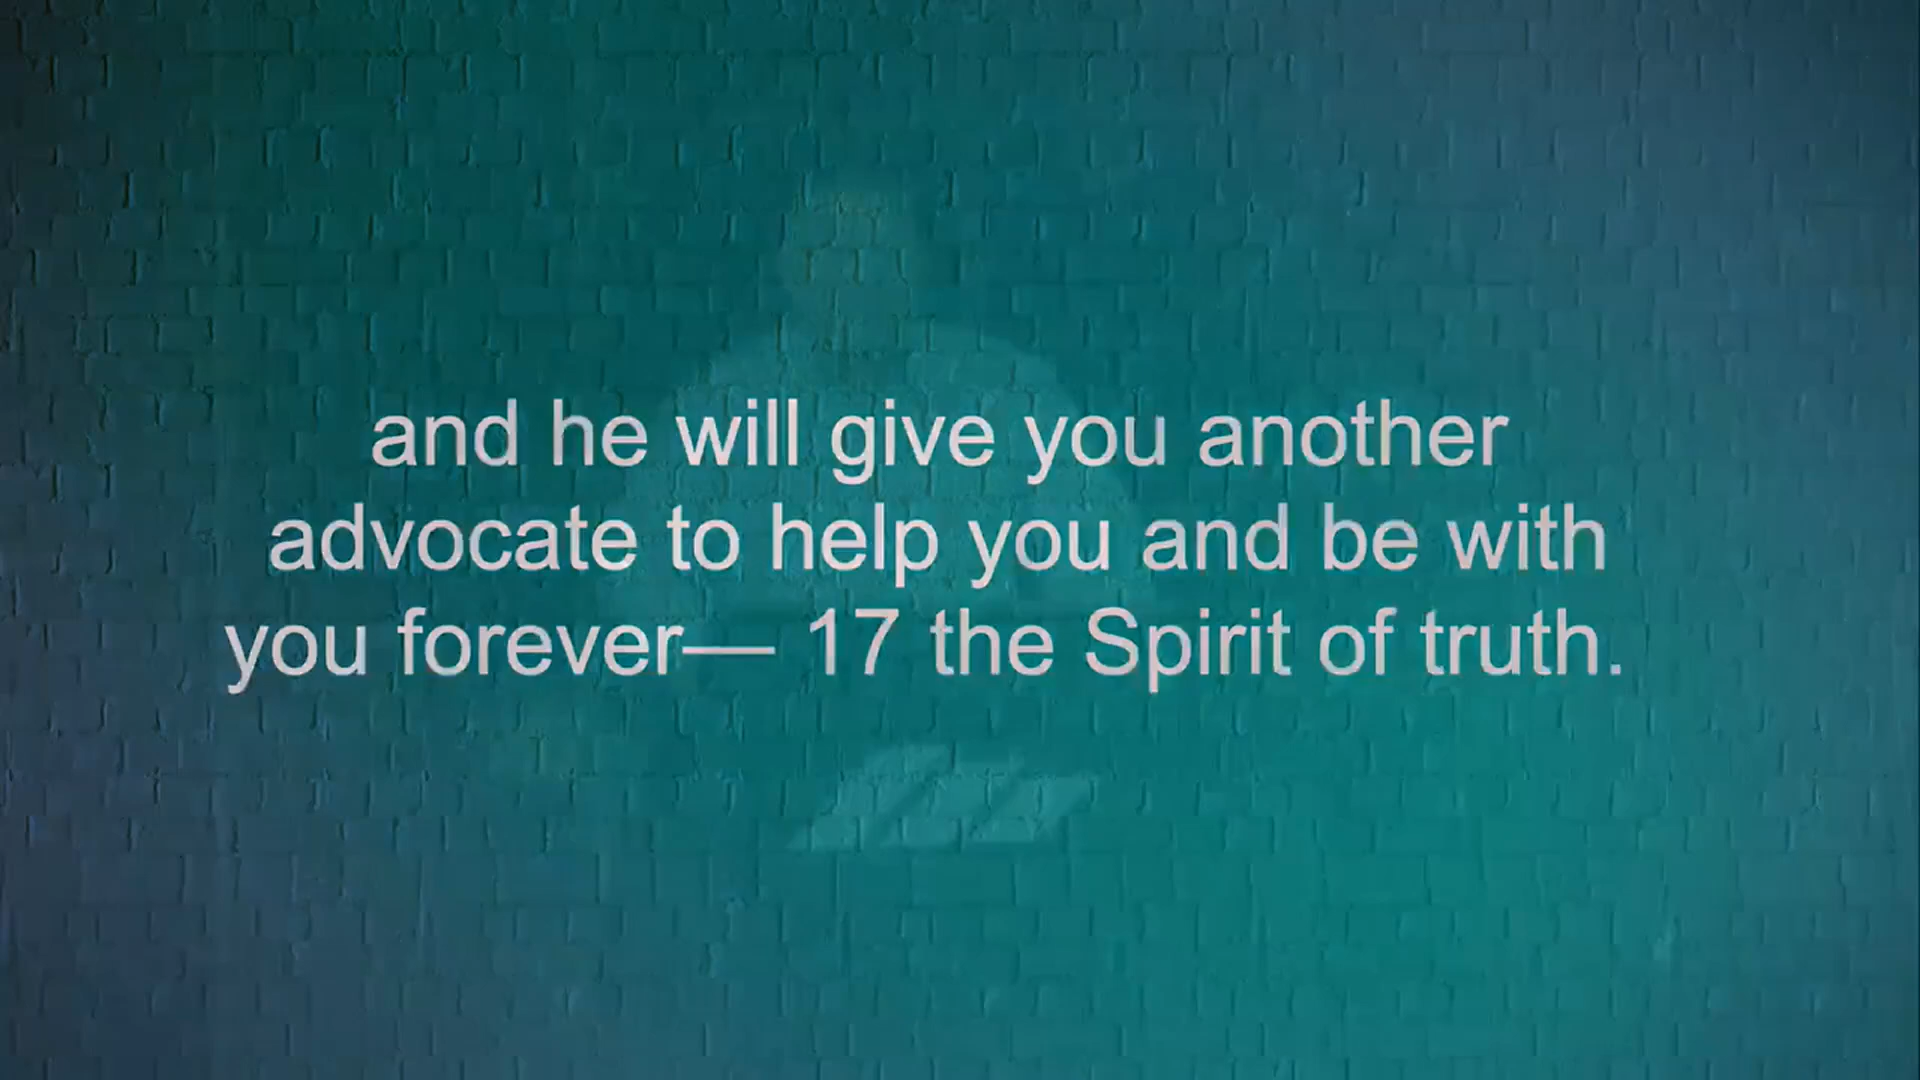 and he will give you another
advocate to help you and be with
you forever— 17 the Spirit of truth.